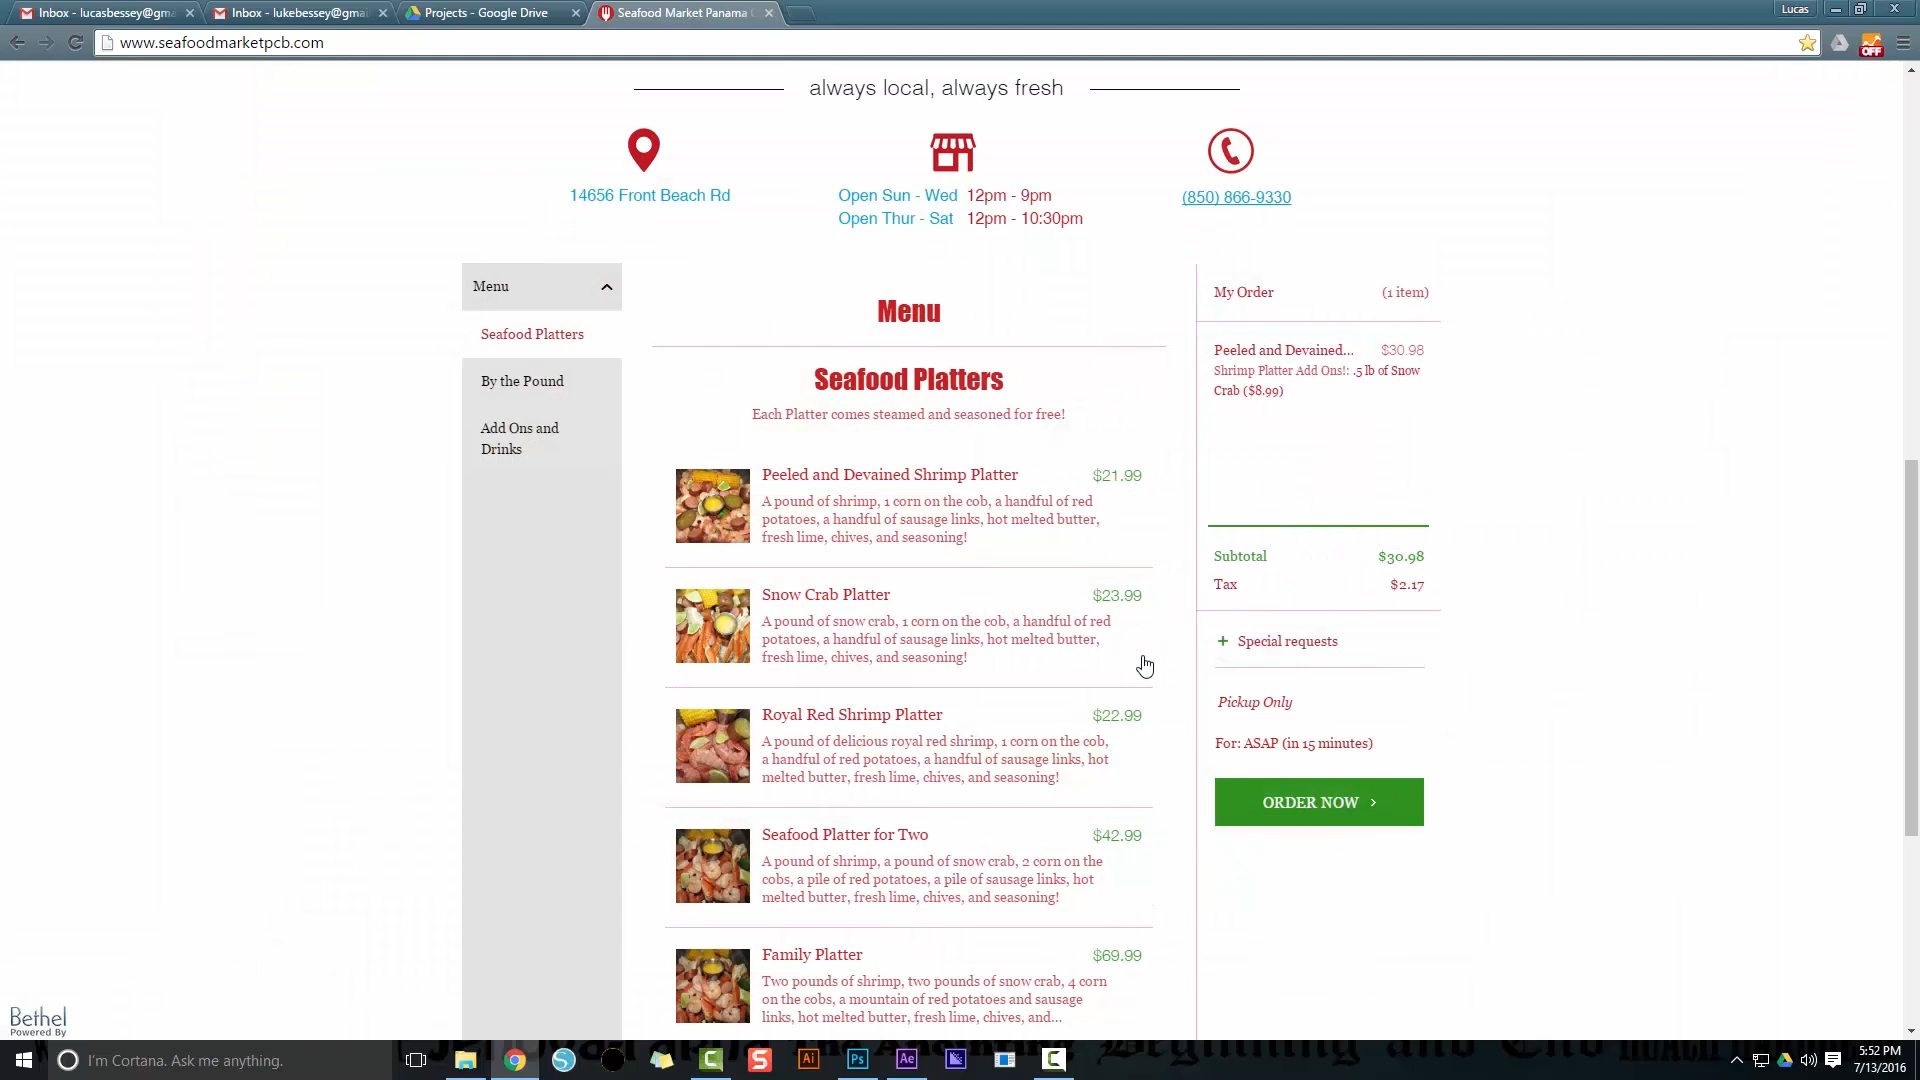 Inbox - lucasbessey@gma
Inbox - lukebessey@gmai
Projects - Google Drive
Seafood Market Panama C
Lucas
www.seafoodmarketpcb.com
OFF
always local, always fresh
14656 Front Beach Rd
Open Sun - Wed 12pm - 9pm
Open Thur - Sat 12pm - 10:30pm
(850) 866-9330
Menu
Seafood Platters
By the Pound
Add Ons and
Drinks
Menu
Seafood Platters
Each Platter comes steamed and seasoned for free!
Peeled and Devained Shrimp Platter $21.99
A pound of shrimp, 1 corn on the cob, a handful of red
potatoes, a handful of sausage links, hot melted butter,
fresh lime, chives, and seasoning!
Snow Crab Platter $23.99
A pound of snow crab, 1 corn on the cob, a handful of red
potatoes, a handful of sausage links, hot melted butter,
fresh lime, chives, and seasoning!
Royal Red Shrimp Platter $22.99
A pound of delicious royal red shrimp, 1 corn on the cob,
a handful of red potatoes, a handful of sausage links, hot
melted butter, fresh lime, chives, and seasoning!
Seafood Platter for Two $42.99
A pound of shrimp, a pound of snow crab, 2 corn on the
cobs, a pile of red potatoes, a pile of sausage links, hot
melted butter, fresh lime, chives, and seasoning!
Family Platter $69.99
Two pounds of shrimp, two pounds of snow crab, 4 corn
on the cobs, a mountain of red potatoes and sausage
links, hot melted butter, fresh lime, chives, and...
My Order (1 item)
Peeled and Devained... $30.98
Shrimp Platter Add Ons!: .5 lb of Snow
Crab ($8.99)
Subtotal $30.98
Tax $2.17
+ Special requests
Pickup Only
For: ASAP (in 15 minutes)
ORDER NOW >
Bethel
Powered By
I'm Cortana. Ask me anything.
Ai
Ps
Ae
5:52 PM
7/13/2016